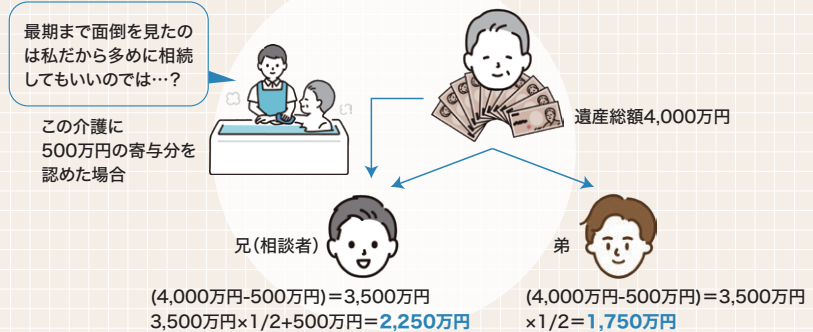 最期まで面倒を見たの
は私だから多めに相続
してもいいのでは…？
この介護に
500万円の寄与分を
認めた場合
遺産総額4,000万円
兄（相談者）
(4,000万円-500万円)＝3,500万円
3,500万円×1/2+500万円＝2,250万円
弟
(4,000万円-500万円)＝3,500万円
×1/2＝1,750万円